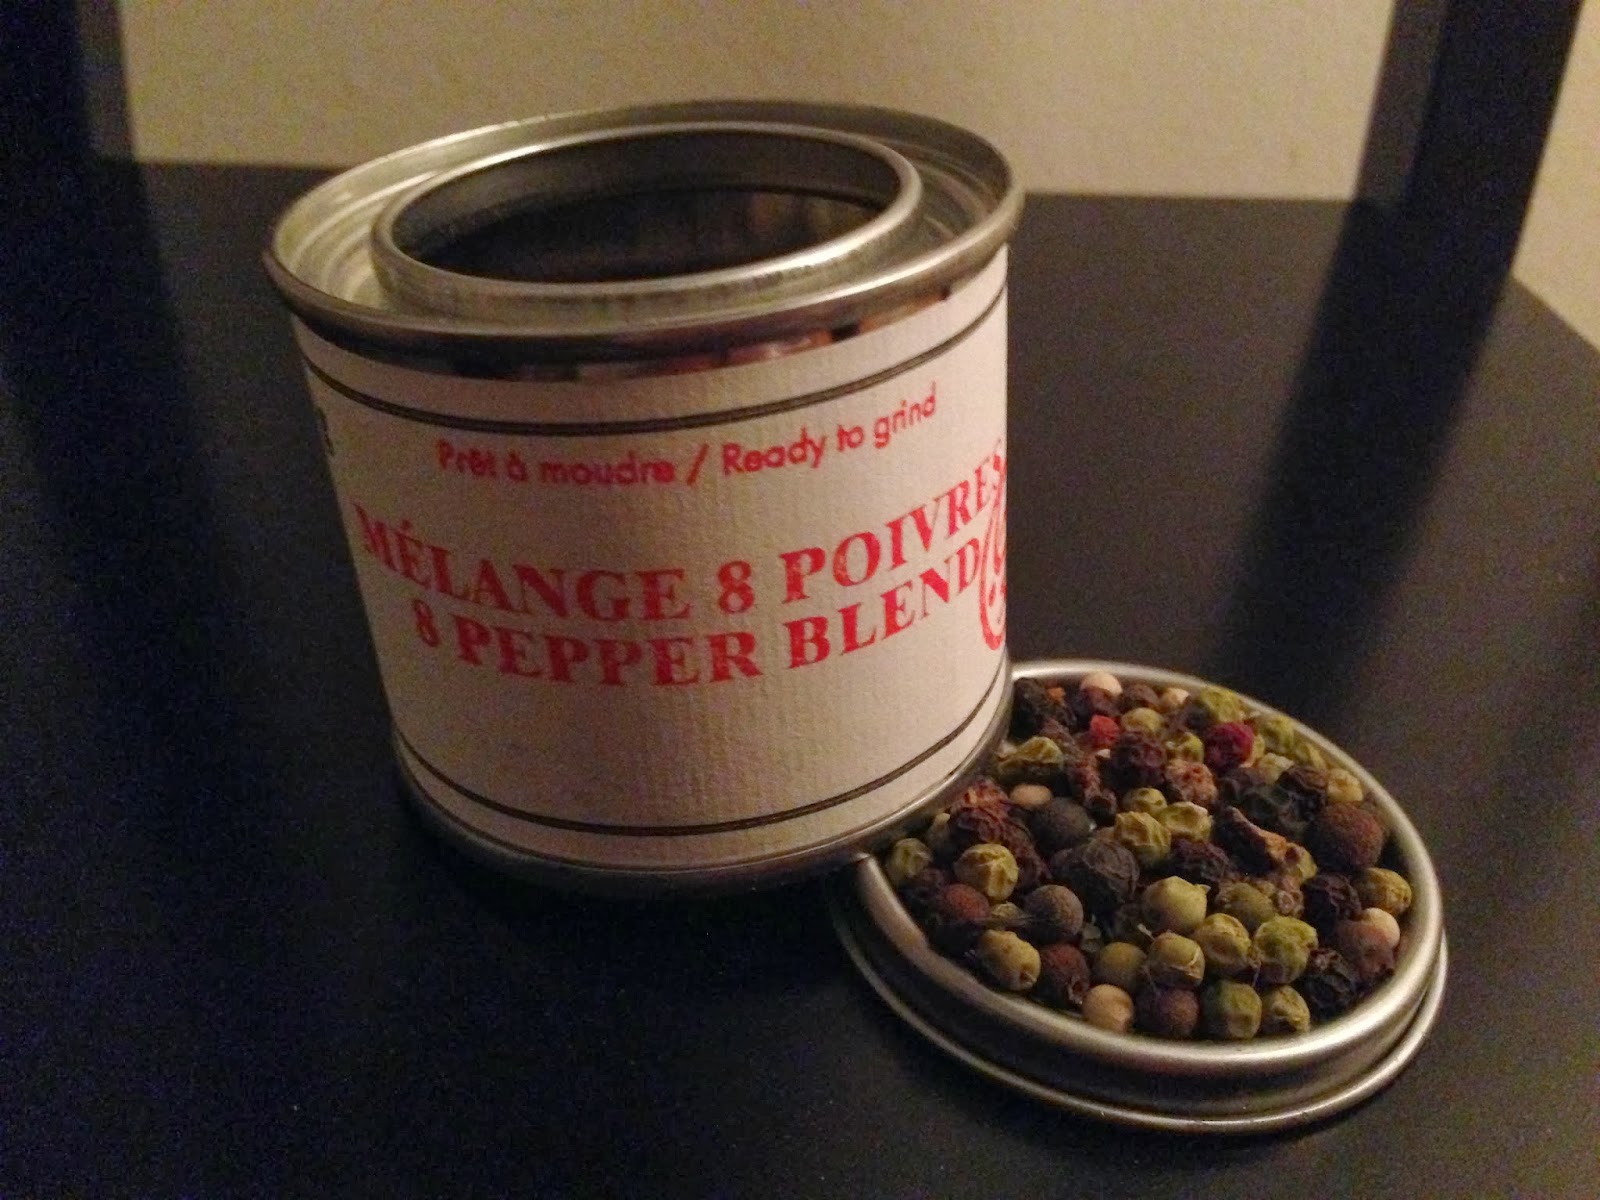 Prêt à moudre / Ready to grind
MÉLANGE 8 POIVRES
8 PEPPER BLEND